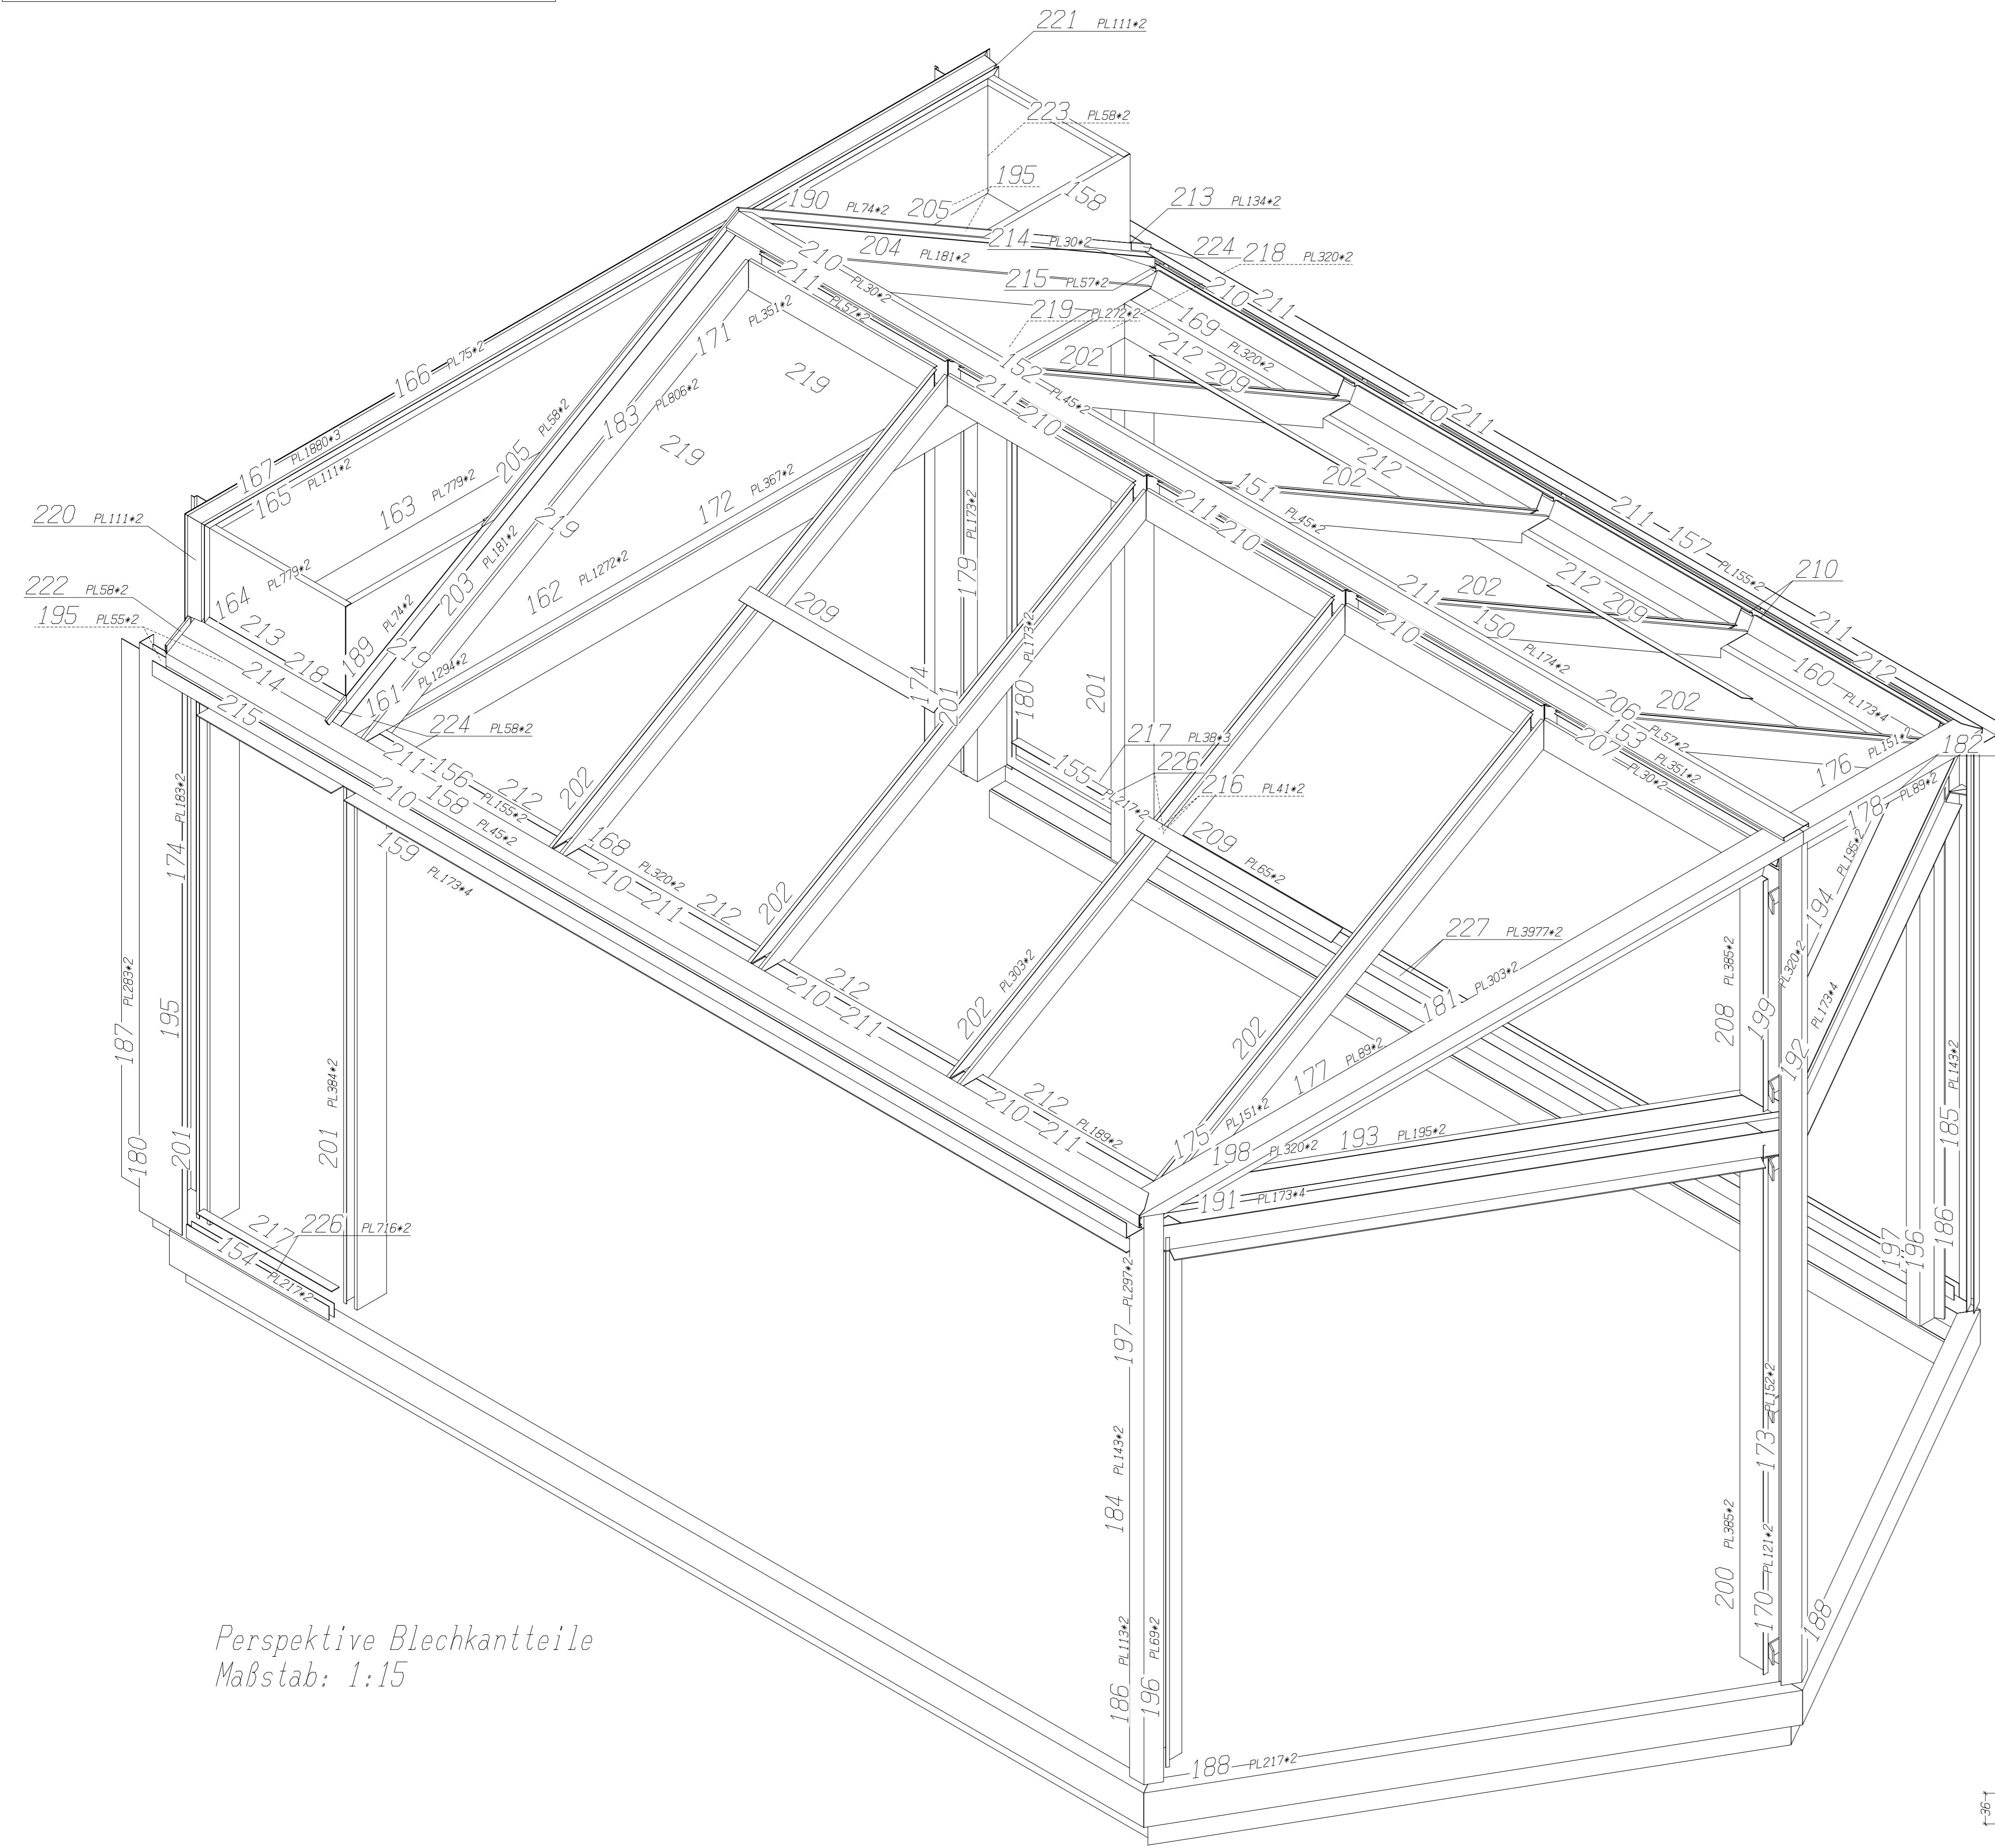 221 PL111*2
223 PL58*2
195
158
213 PL134*2
190 PL74*2 205
214 PL30*2
224 218 PL320*2
204 PL181*2
215 PL57*2
219 PL272*2
210 PL30*2
211 PL57*2
171 PL351*2
210 211
169 PL320*2
212 209
202
152 PL45*2
219
211 210
166 PL75*2
183 PL806*2
205 PL58*2
219
210 211
167 PL1880*3
165 PL111*2
163 PL779*2
172 PL367*2
219
203 PL181*2
162 PL1272*2
212
202
151 PL45*2
211 210
220 PL111*2
164 PL779*2
222 PL58*2
195 PL55*2
213
218
214
189 PL74*2
219
161 PL1294*2
224 PL58*2
215
209
179 PL173*2
180 PL173*2
174
201
201
211 157 PL155*2
210
212 209
202
211
150 PL174*2
210
211
212
160 PL173*4
206 PL57*2
202
153 PL351*2
207 PL30*2
176 PL151*2
182
178 PL89*2
217 PL38*3
155 PL217*2
226
216 PL41*2
209 PL65*2
227 PL3977*2
211
156 PL155*2
212
202
210
158 PL45*2
159 PL173*4
168 PL320*2
210 211
212
202
212
210 211
202 PL303*2
212 PL189*2
210 211
202
181 PL303*2
177 PL89*2
175 PL151*2
198 PL320*2
193 PL195*2
191 PL173*4
174 PL183*2
187 PL283*2
195
180
201
201 PL384*2
217
226 PL716*2
154 PL217*2
208 PL385*2
199 PL320*2
194 PL195*2
192 PL173*4
185 PL143*2
186
197
196
197 PL297*2
184 PL143*2
186 PL113*2
196 PL69*2
173 PL152*2
170 PL121*2
200 PL385*2
188
188 PL217*2
36
Perspektive Blechkantteile
Maßstab: 1:15